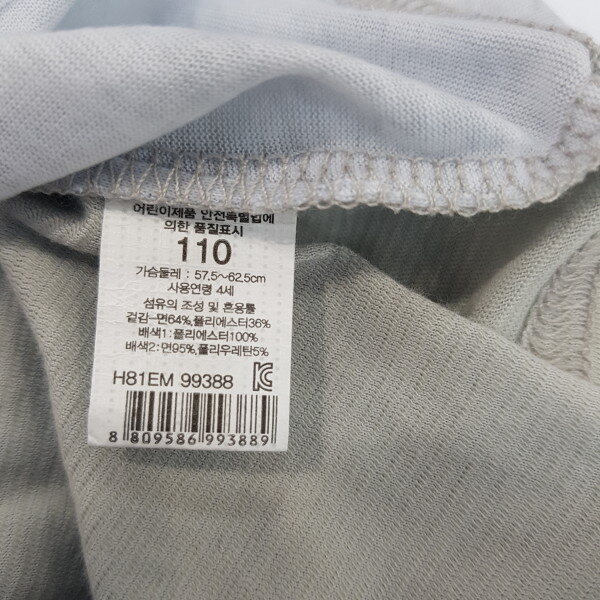 어린이제품 안전특별법에
의한 품질표시
110
가슴둘레 : 57.5~62.5cm
사용연령 4세
섬유의 조성 및 혼용률
겉감-면64%,폴리에스터36%
배색1:폴리에스터100%
배색2:면95%,폴리우레탄5%
H81EM 99388
8 809586 993889